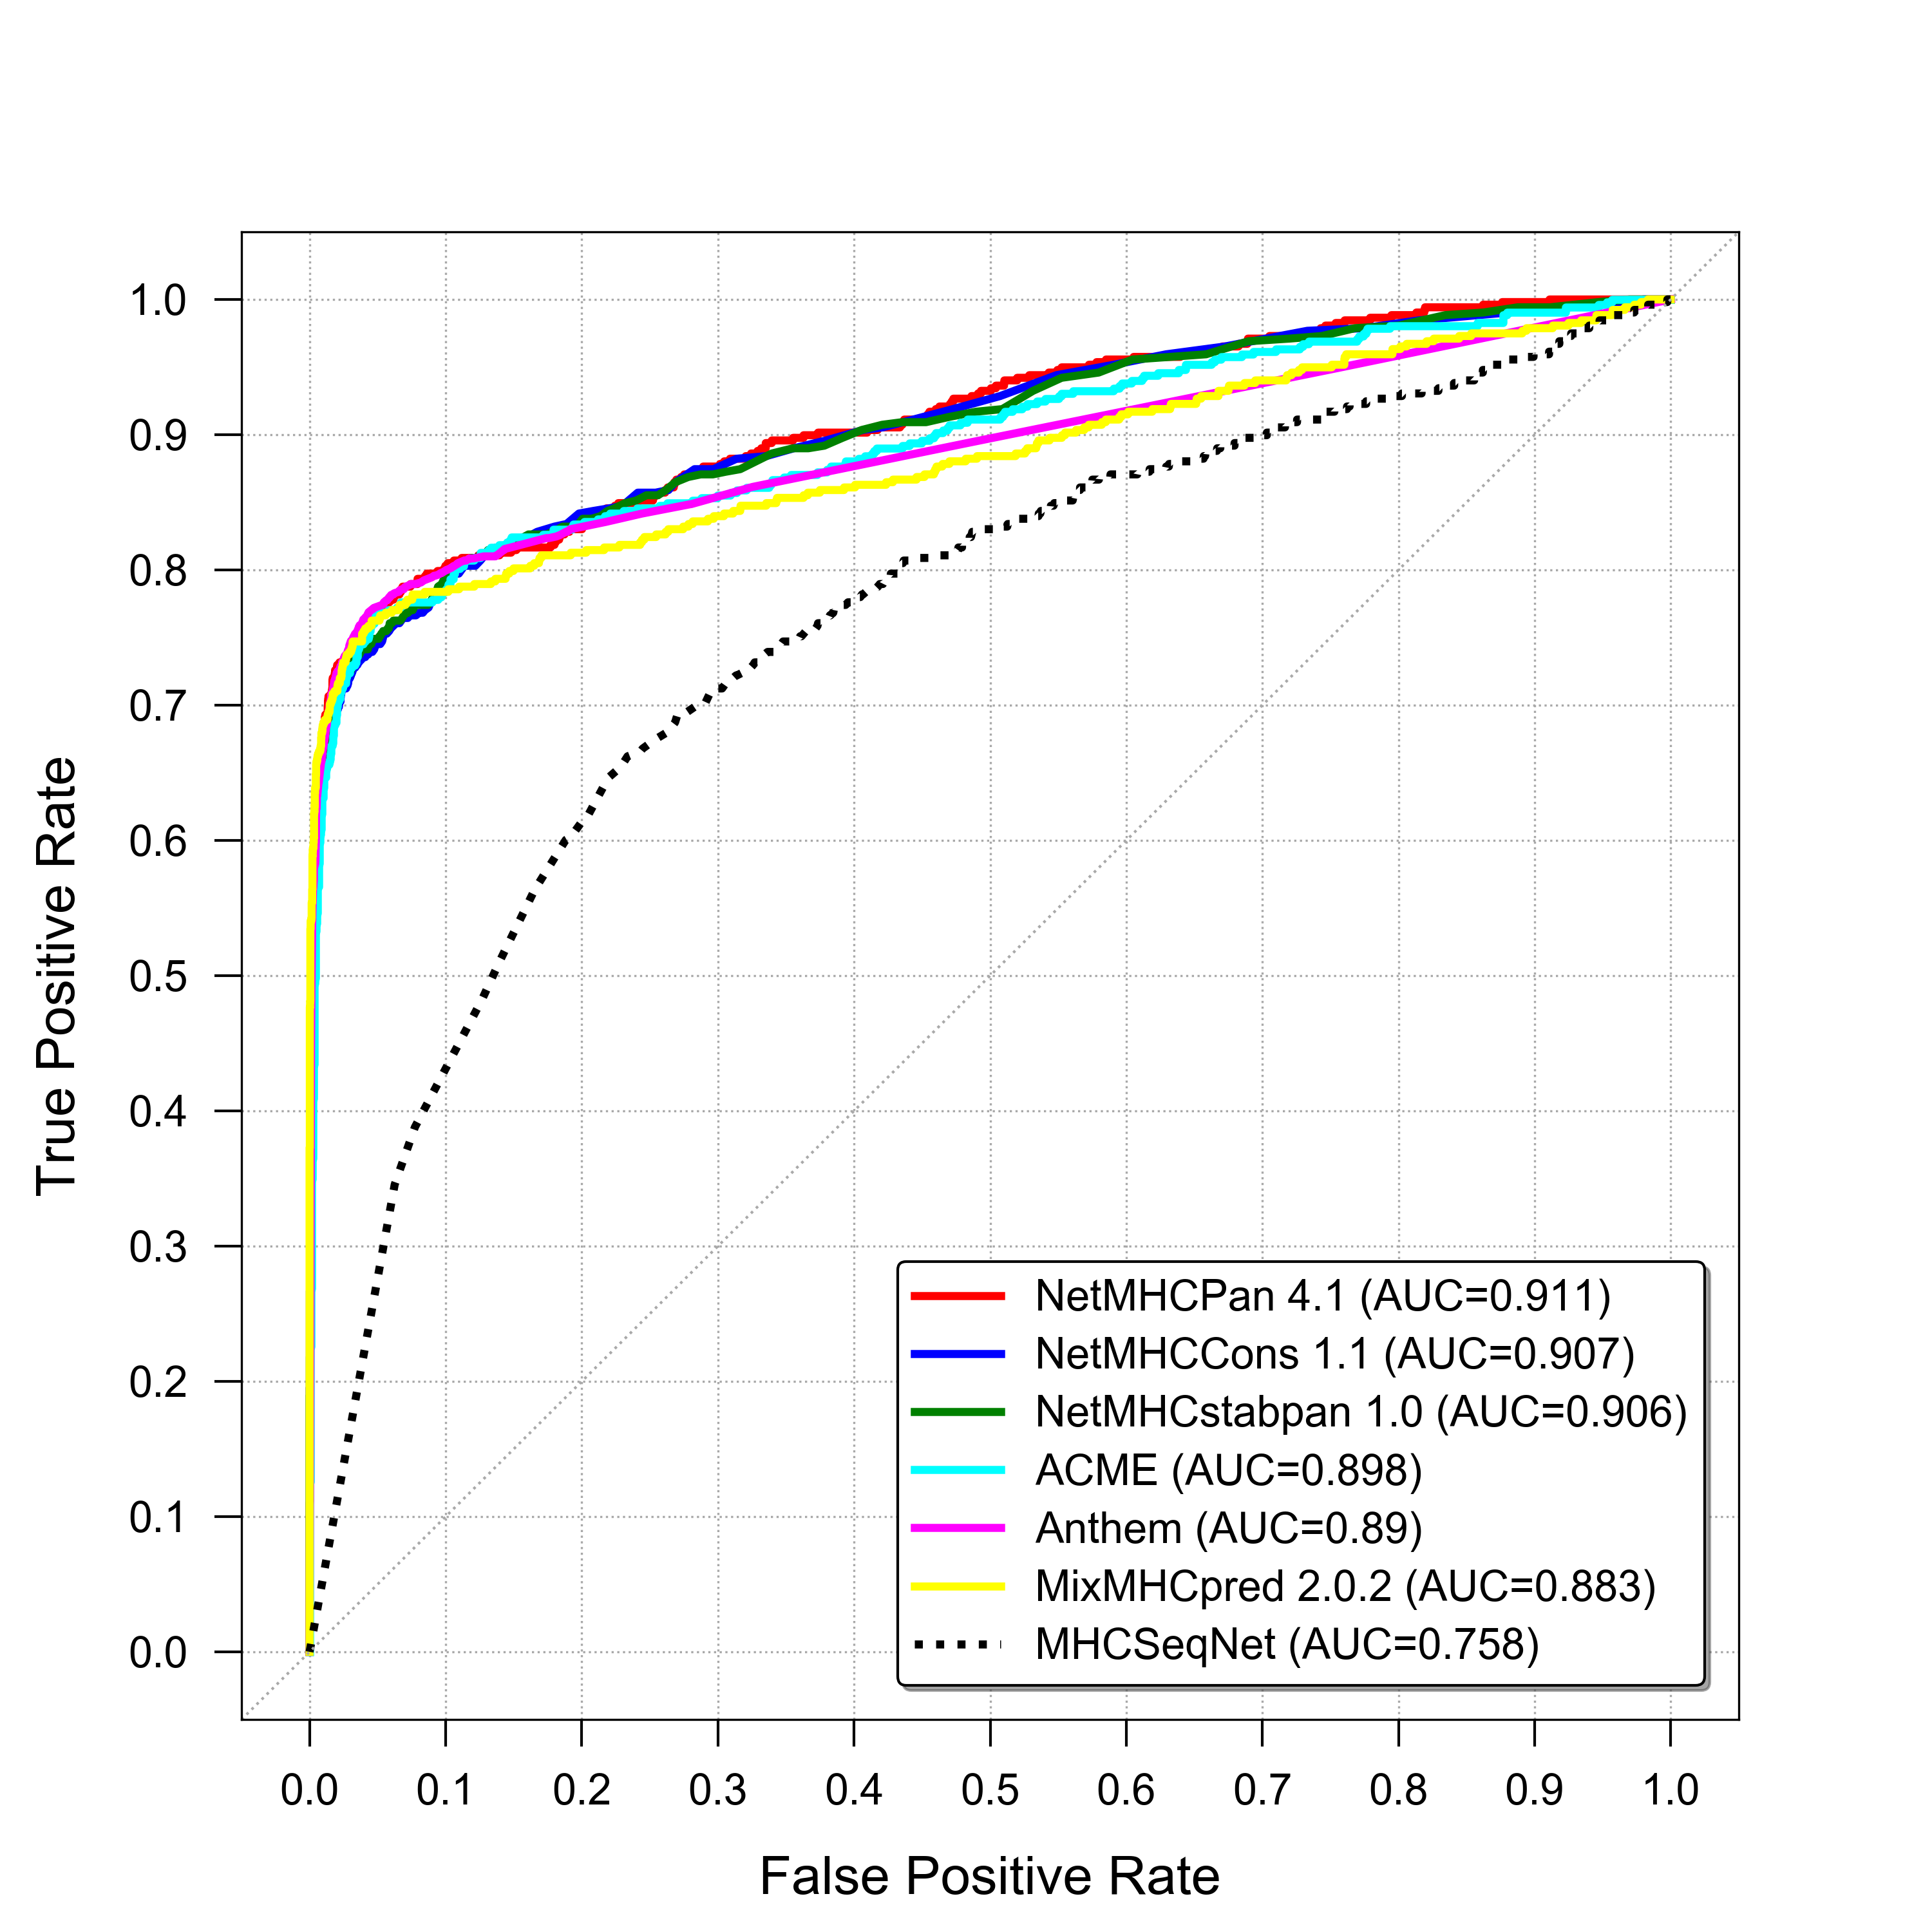 1.0
0.9
0.8
0.7
0.6
0.5
0.4
0.3
0.2
0.1
0.0
True Positive Rate
NetMHCPan 4.1 (AUC=0.911)
NetMHCCons 1.1 (AUC=0.907)
NetMHCstabpan 1.0 (AUC=0.906)
ACME (AUC=0.898)
Anthem (AUC=0.89)
MixMHCpred 2.0.2 (AUC=0.883)
MHCSeqNet (AUC=0.758)
0.0 0.1 0.2 0.3 0.4 0.5 0.6 0.7 0.8 0.9 1.0
False Positive Rate